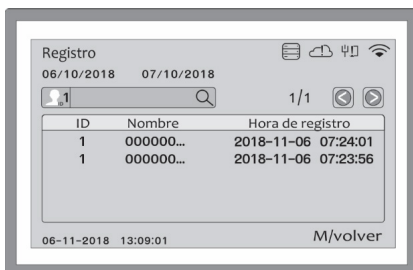 Registro
06/10/2018 07/10/2018
1
1/1
ID Nombre Hora de registro
1 000000... 2018-11-06 07:24:01
1 000000... 2018-11-06 07:23:56
06-11-2018 13:09:01 M/volver